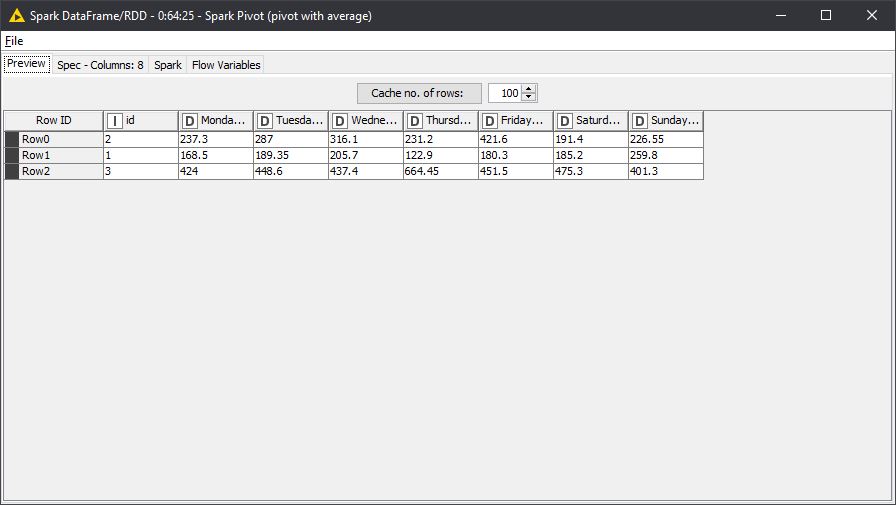 Spark DataFrame/RDD - 0:64:25 - Spark Pivot (pivot with average)
File
Preview Spec - Columns: 8 Spark Flow Variables
Cache no. of rows: 100
Row ID I id D Monda... D Tuesda... D Wedne... D Thursd... D Friday... D Saturd... D Sunday...
Row0 2 237.3 287 316.1 231.2 421.6 191.4 226.55
Row1 1 168.5 189.35 205.7 122.9 180.3 185.2 259.8
Row2 3 424 448.6 437.4 664.45 451.5 475.3 401.3